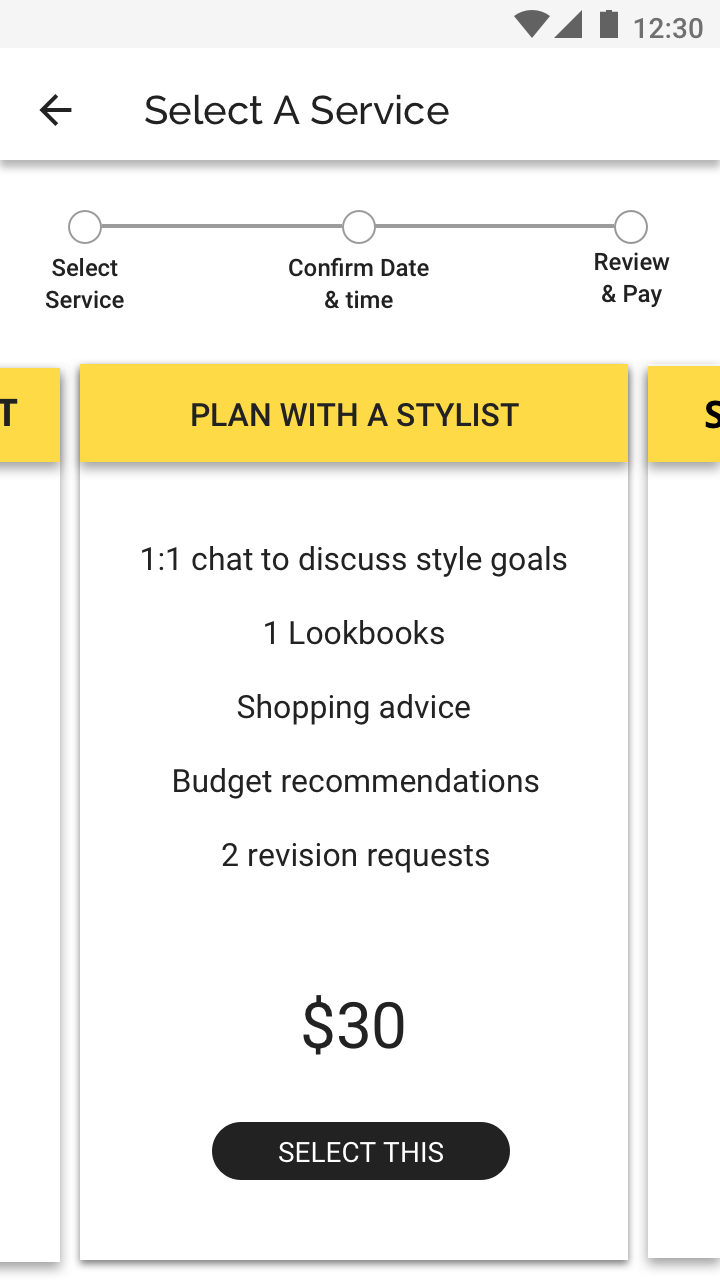 12:30
Select A Service
Select
Service
Confirm Date
& time
Review
& Pay
T
PLAN WITH A STYLIST
S
1:1 chat to discuss style goals
1 Lookbooks
Shopping advice
Budget recommendations
2 revision requests
$30
SELECT THIS